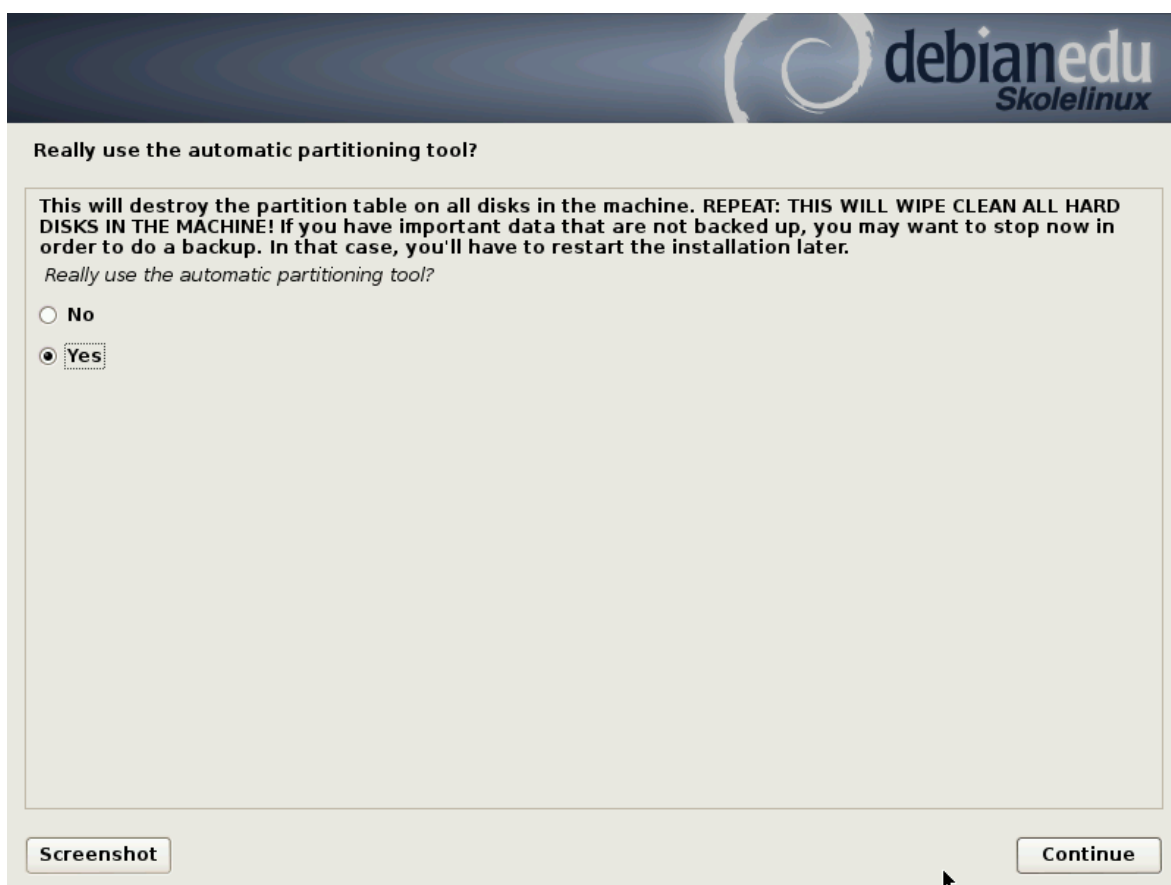 debianedu
Skolelinux
Really use the automatic partitioning tool?
This will destroy the partition table on all disks in the machine. REPEAT: THIS WILL WIPE CLEAN ALL HARD
DISKS IN THE MACHINE! If you have important data that are not backed up, you may want to stop now in
order to do a backup. In that case, you'll have to restart the installation later.
Really use the automatic partitioning tool?
No
Yes
Screenshot
Continue